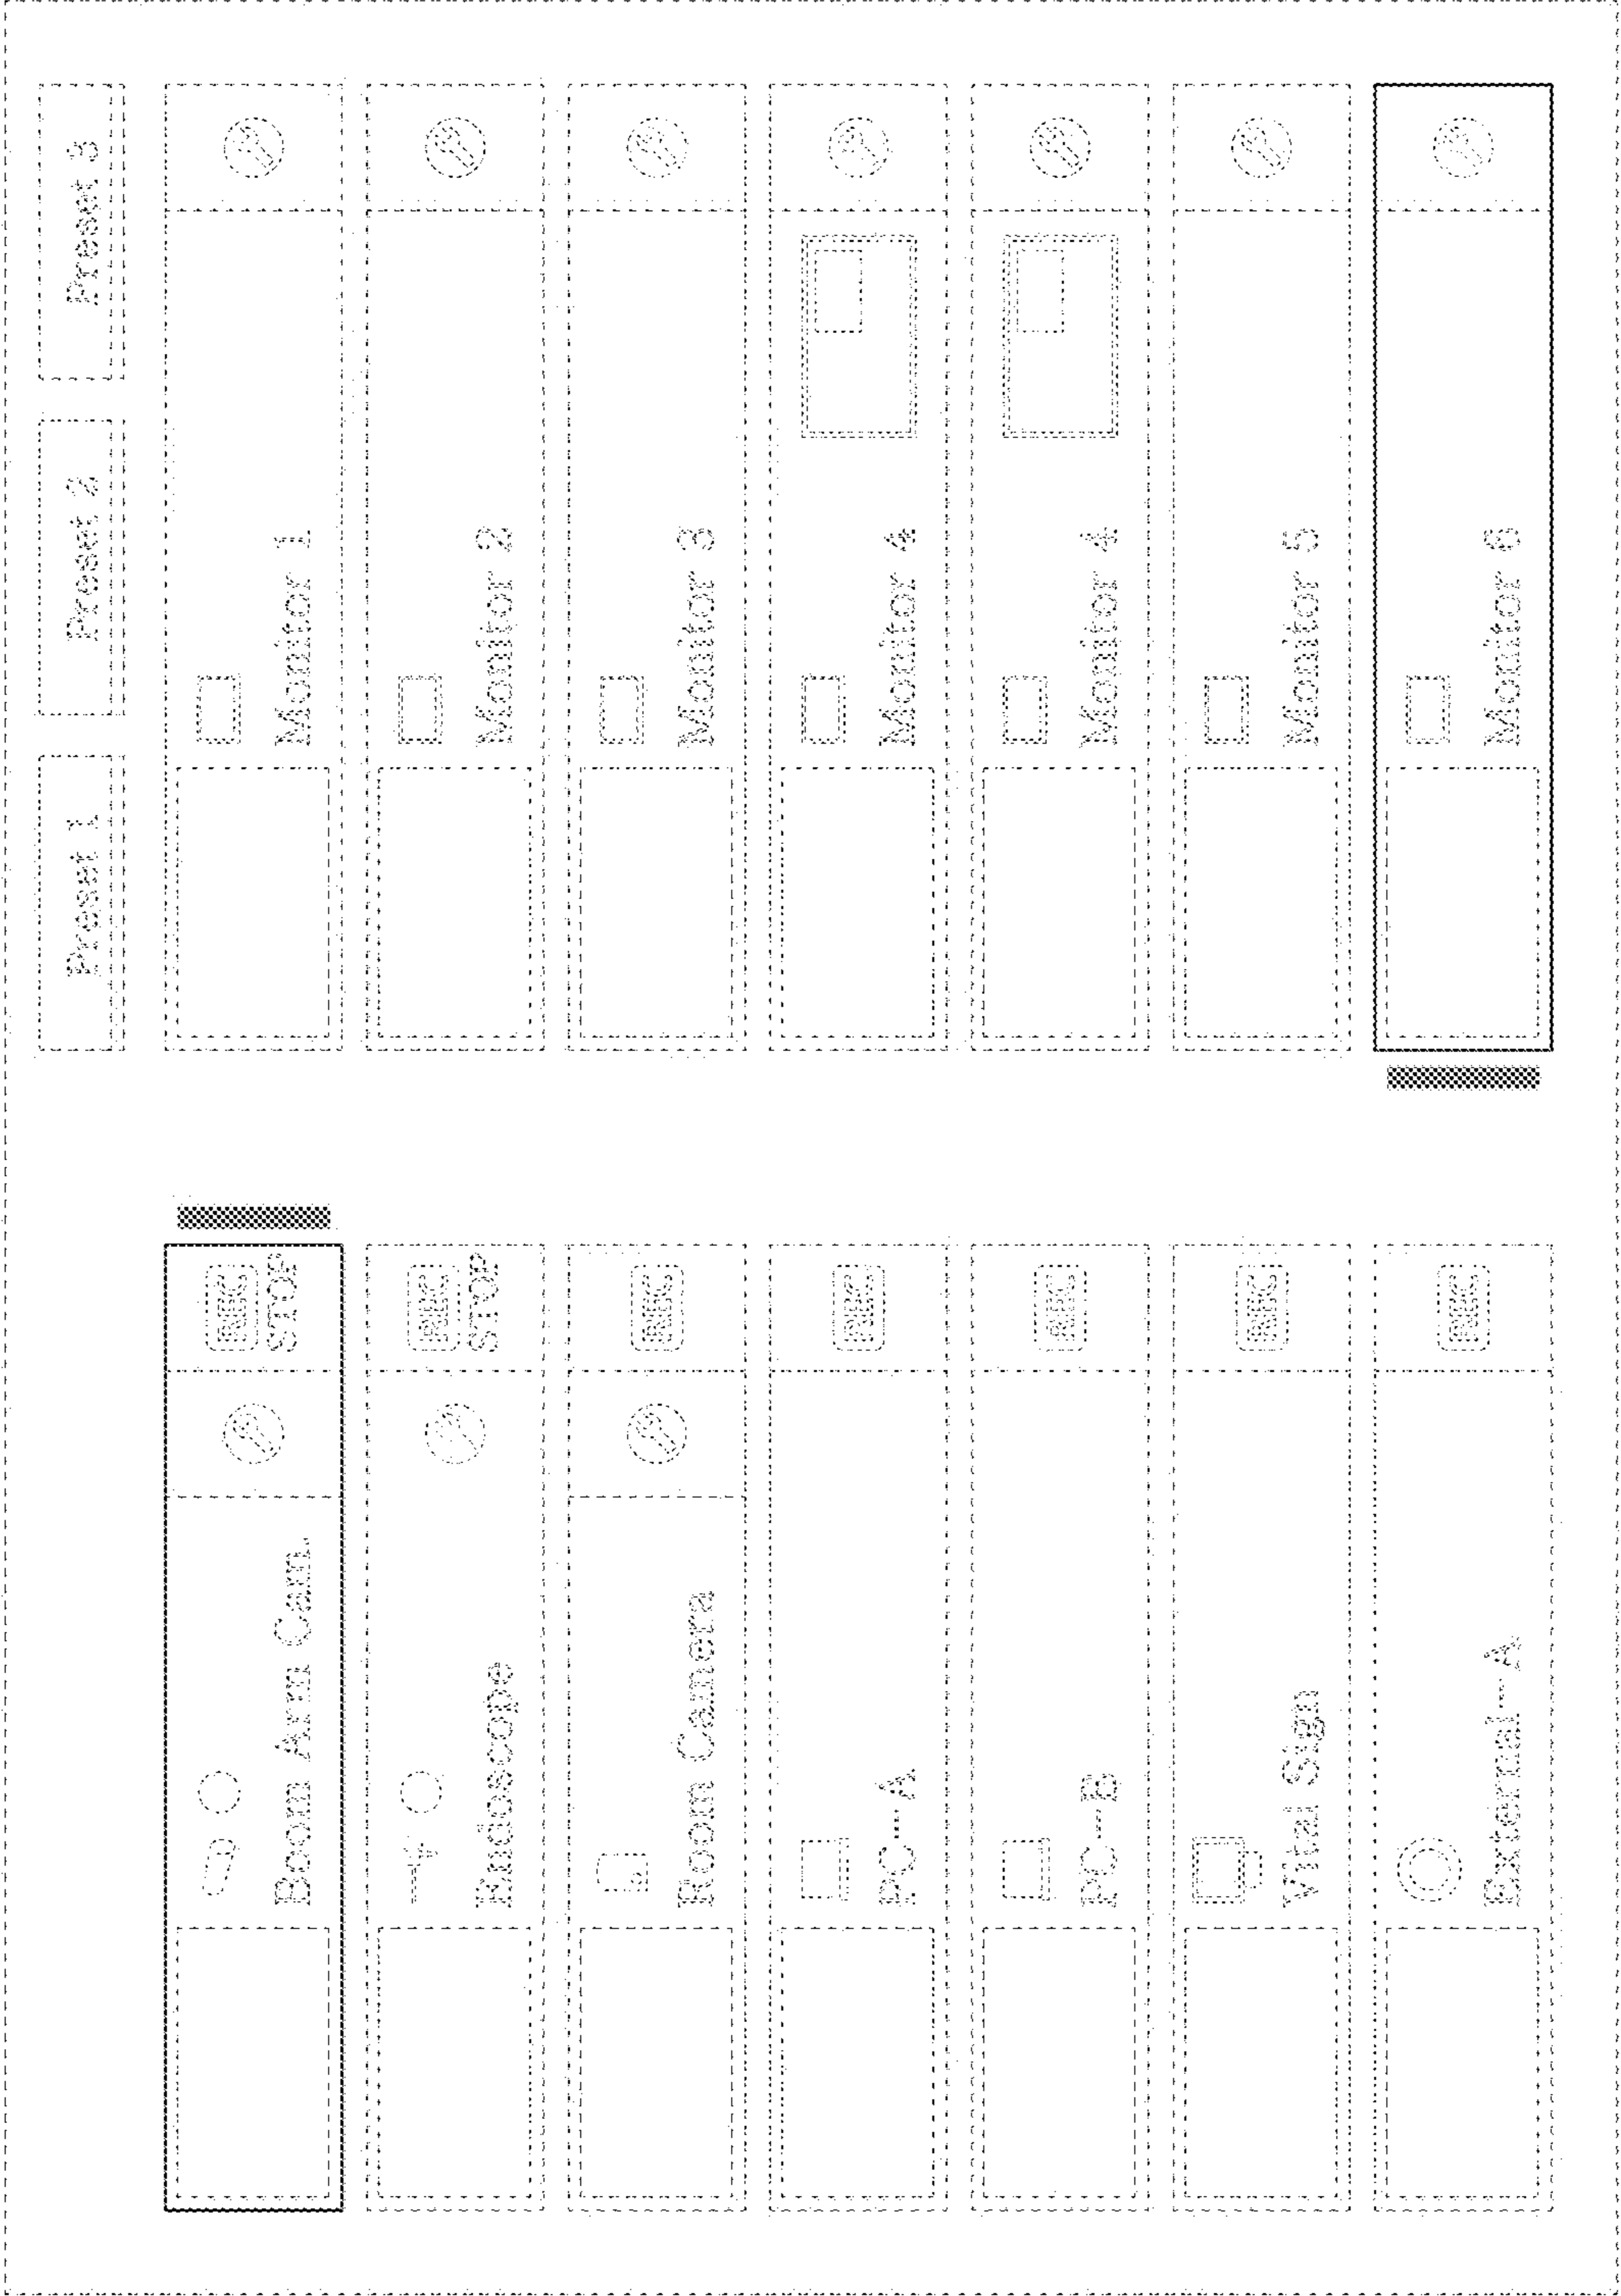 Preset 1
Preset 2
Preset 3
Boom Arm Cam.
REC
STOP
Endoscope
REC
STOP
Room Camera
REC
PC-A
REC
PC-B
REC
Vital Sign
REC
External-A
REC
Monitor 1
Monitor 2
Monitor 3
Monitor 4
Monitor 4
Monitor 5
Monitor 6